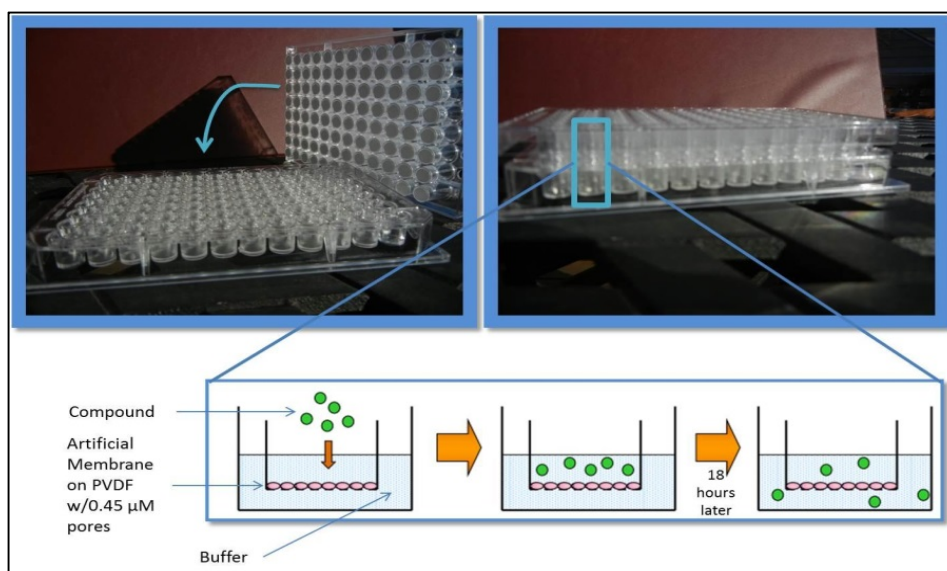 Compound
Artificial
Membrane
on PVDF
w/0.45 µM
pores
Buffer
18
hours
later